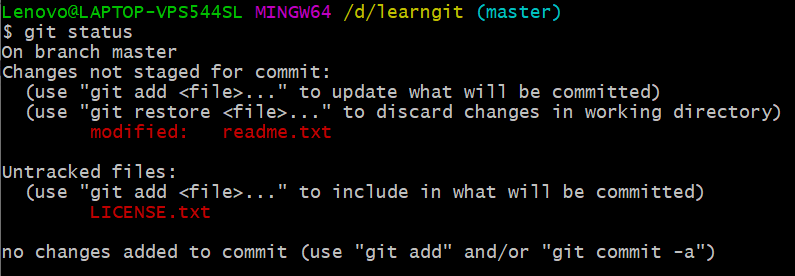 Lenovo@LAPTOP-VPS544SL MINGW64 /d/learngit (master)
$ git status
On branch master
Changes not staged for commit:
  (use "git add <file>..." to update what will be committed)
  (use "git restore <file>..." to discard changes in working directory)
        modified:   readme.txt

Untracked files:
  (use "git add <file>..." to include in what will be committed)
        LICENSE.txt

no changes added to commit (use "git add" and/or "git commit -a")